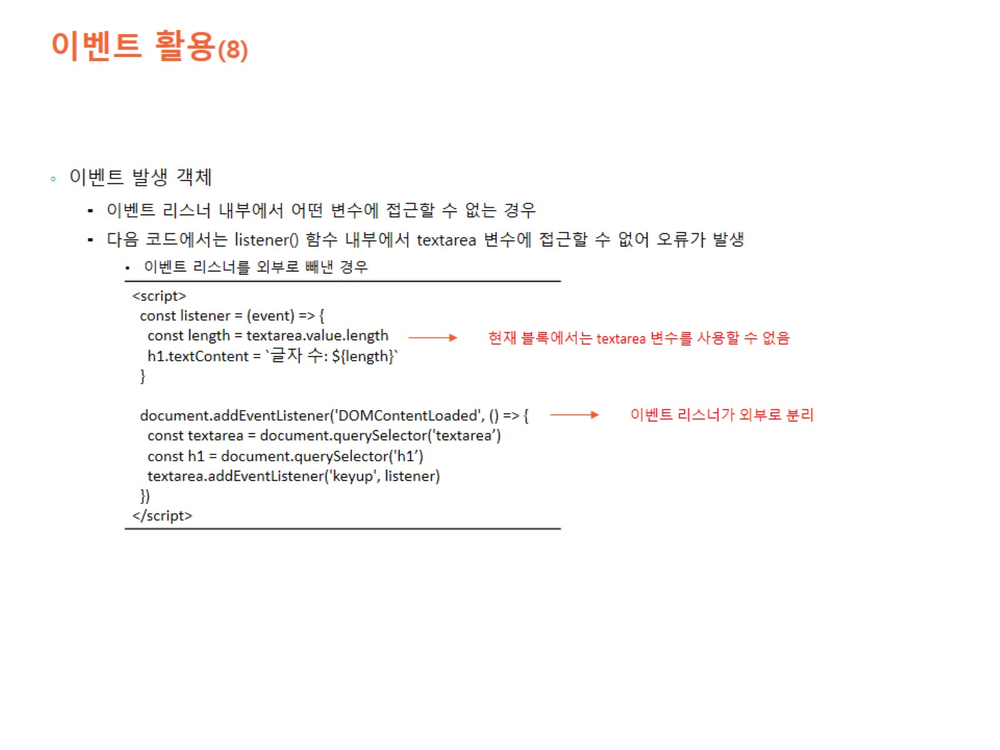 이벤트 활용(8)
◦ 이벤트 발생 객체
▪ 이벤트 리스너 내부에서 어떤 변수에 접근할 수 없는 경우
▪ 다음 코드에서는 listener() 함수 내부에서 textarea 변수에 접근할 수 없어 오류가 발생
• 이벤트 리스너를 외부로 빼낸 경우
<script>
const listener = (event) => {
const length = textarea.value.length 현재 블록에서는 textarea 변수를 사용할 수 없음
h1.textContent = `글자 수: ${length}`
}
document.addEventListener('DOMContentLoaded', () => { 이벤트 리스너가 외부로 분리
const textarea = document.querySelector('textarea’)
const h1 = document.querySelector('h1’)
textarea.addEventListener('keyup', listener)
})
</script>